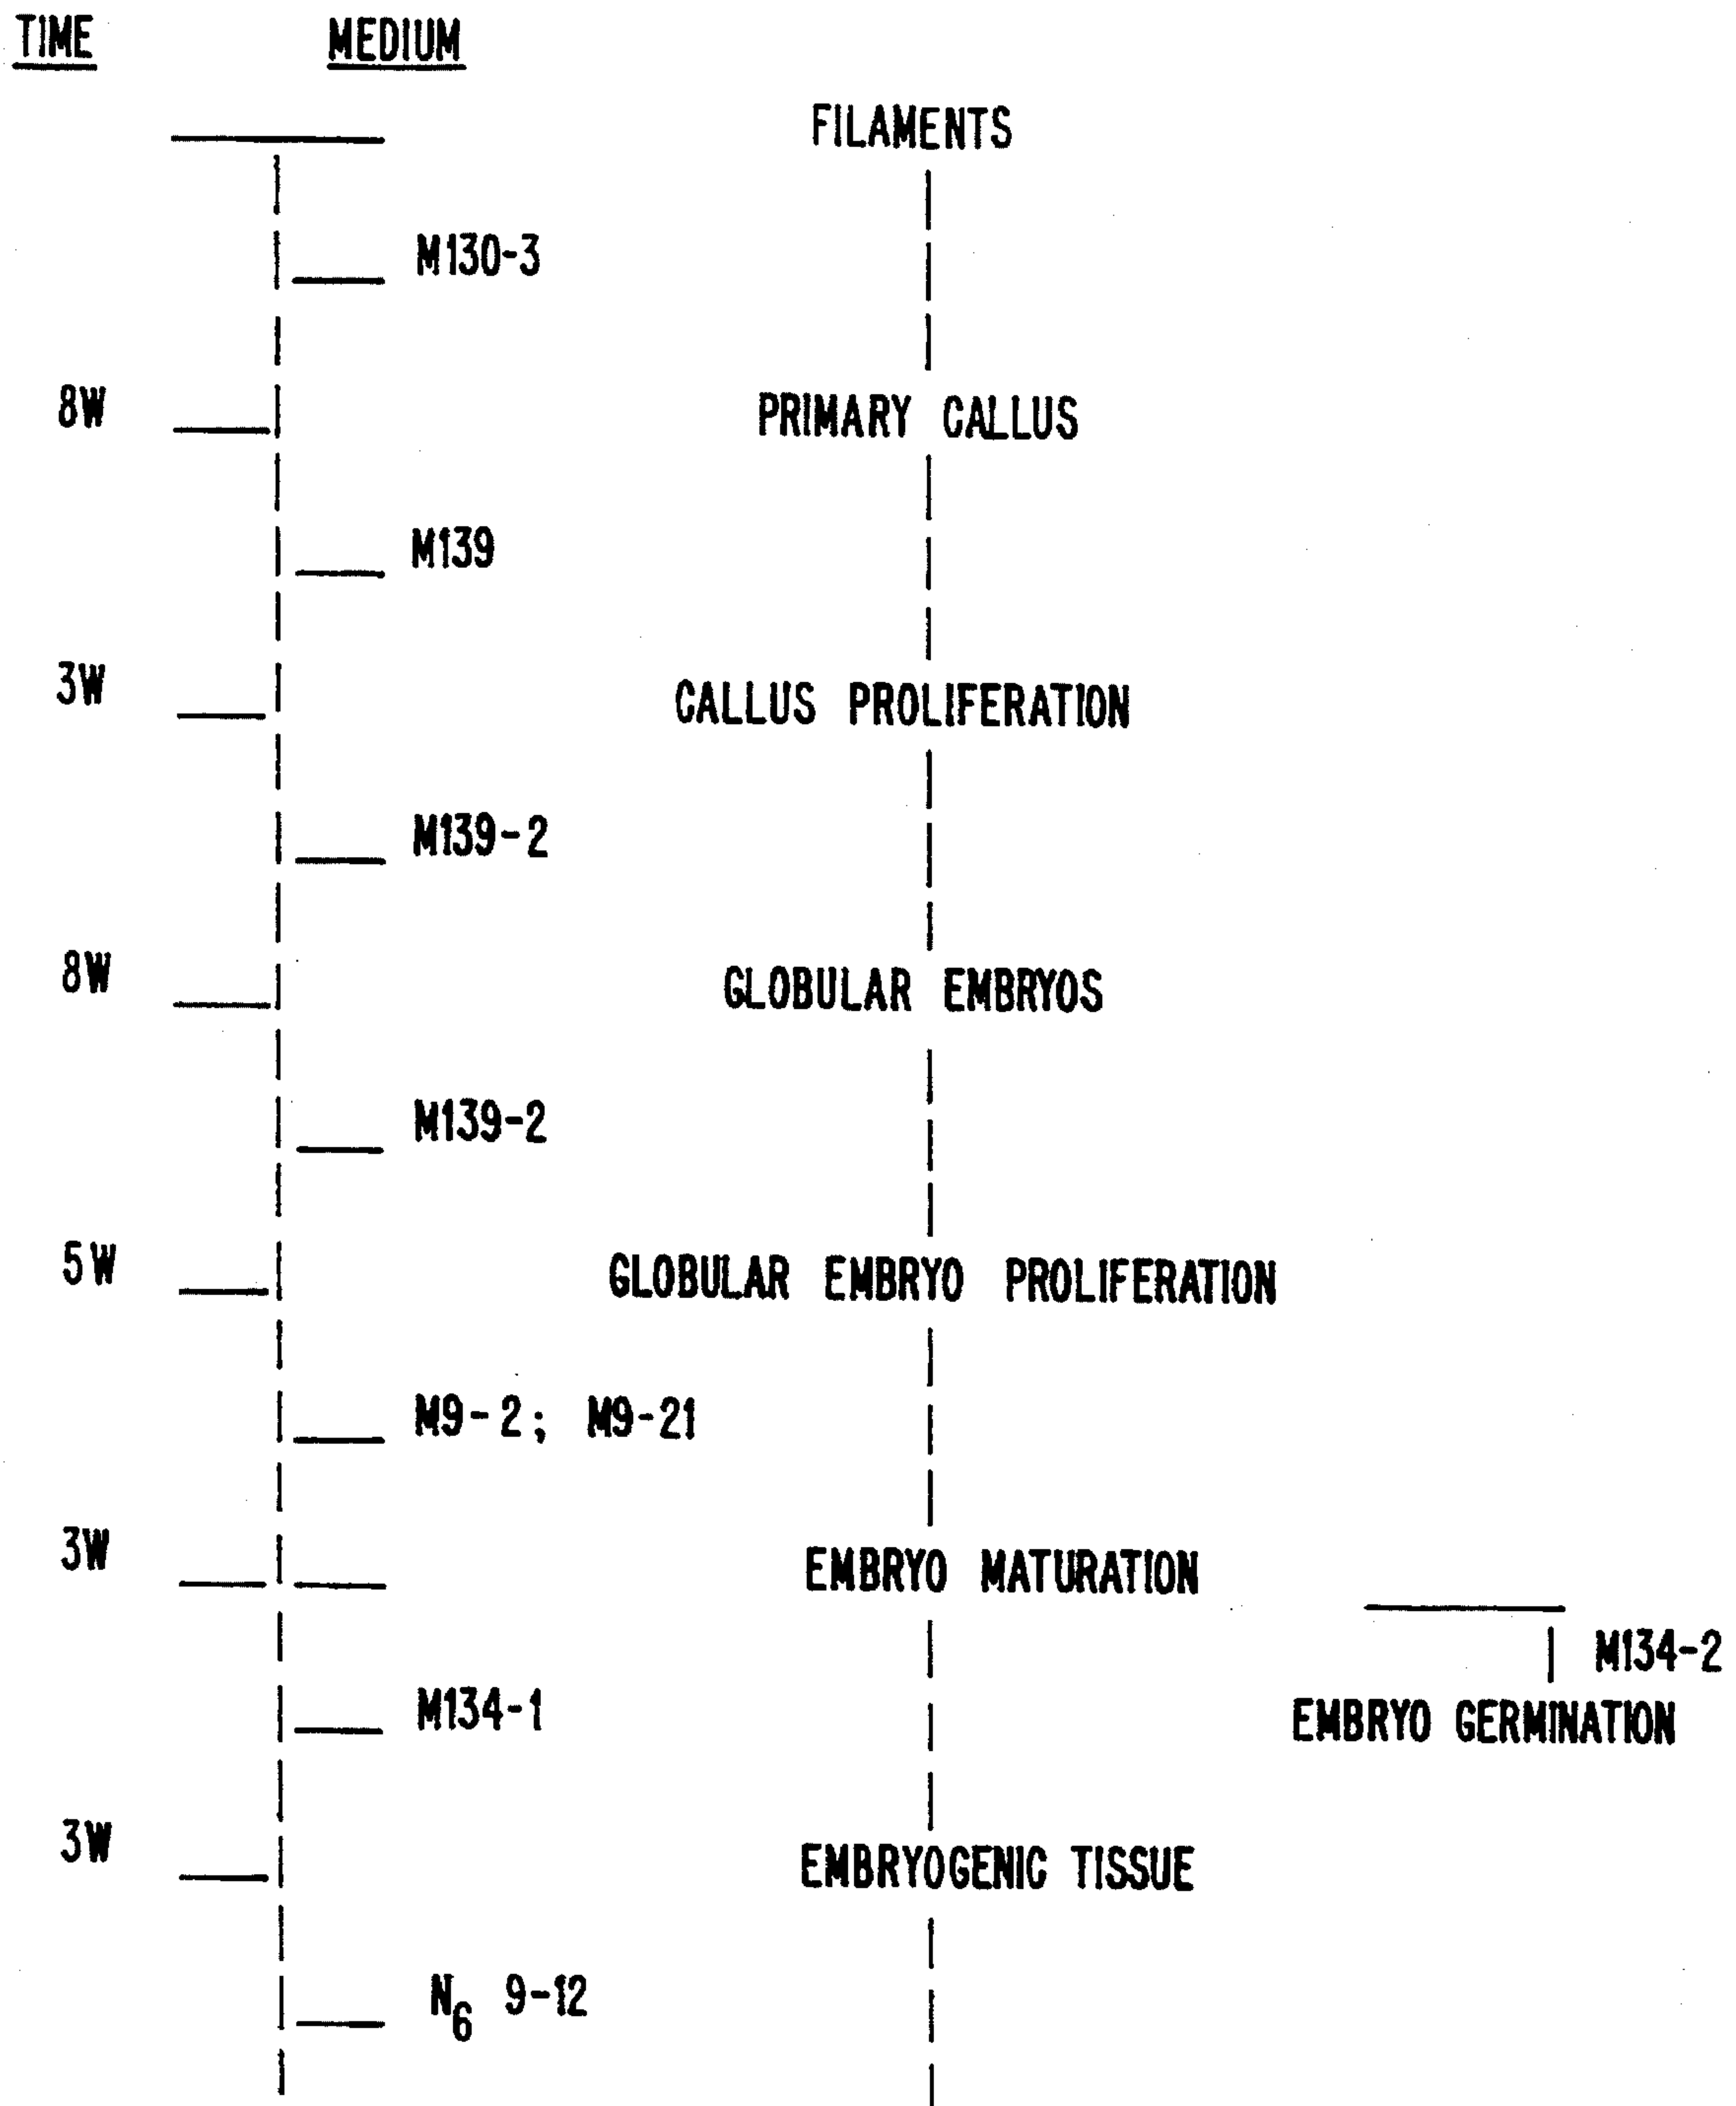 TIME MEDIUM
FILAMENTS
M130-3
8W PRIMARY CALLUS
M139
3W CALLUS PROLIFERATION
M139-2
8W GLOBULAR EMBRYOS
M139-2
5W GLOBULAR EMBRYO PROLIFERATION
M9-2; M9-21
3W EMBRYO MATURATION
M134-2
M134-1 EMBRYO GERMINATION
3W EMBRYOGENIC TISSUE
N6 9-12